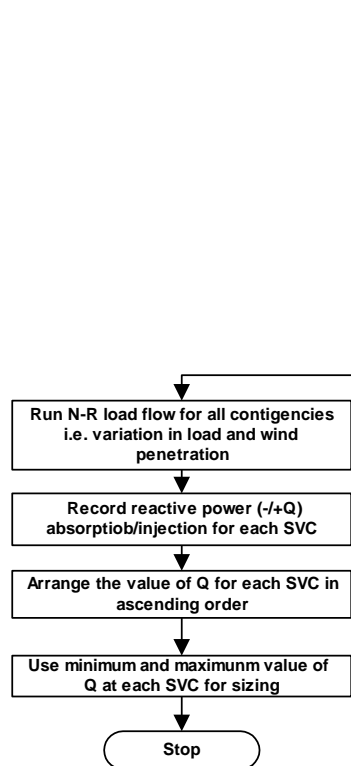 Run N-R load flow for all contigencies
i.e. variation in load and wind
penetration
Record reactive power (-/+Q)
absorptiob/injection for each SVC
Arrange the value of Q for each SVC in
ascending order
Use minimum and maximunm value of
Q at each SVC for sizing
Stop